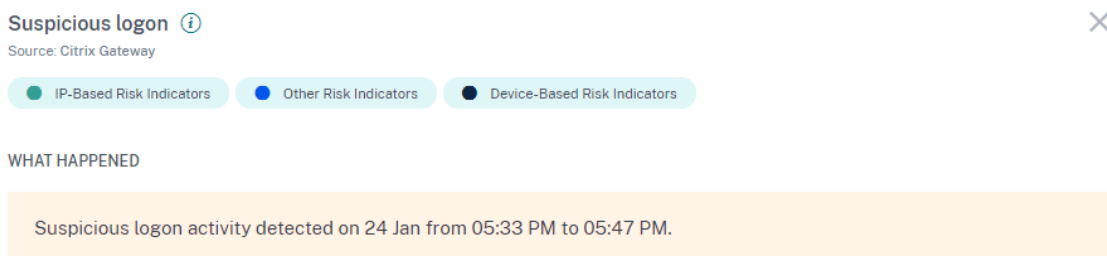 Suspicious logon
Source: Citrix Gateway
IP-Based Risk Indicators Other Risk Indicators Device-Based Risk Indicators
WHAT HAPPENED
Suspicious logon activity detected on 24 Jan from 05:33 PM to 05:47 PM.